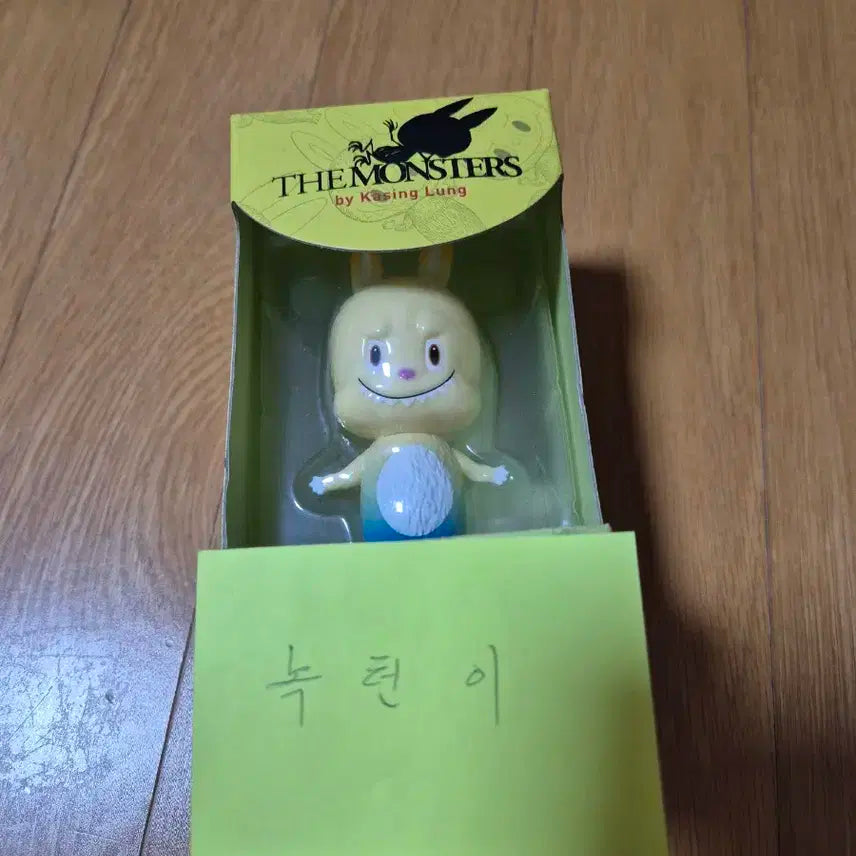 THE MONSTERS
by Kasing Lung
녹턴이